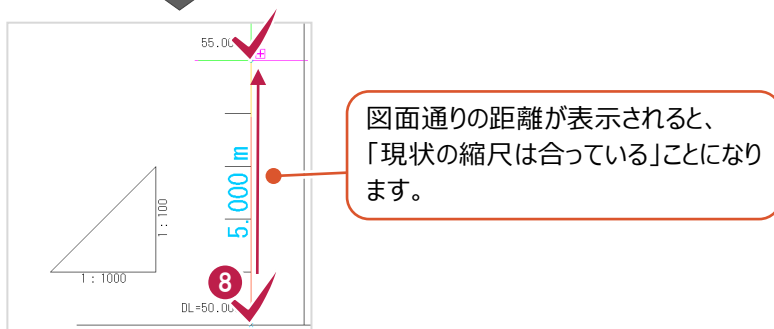 55.00
図面通りの距離が表示されると、
「現状の縮尺は合っている」ことになり
ます。
5.000 m
1:100
1:1000
8
DL=50.00